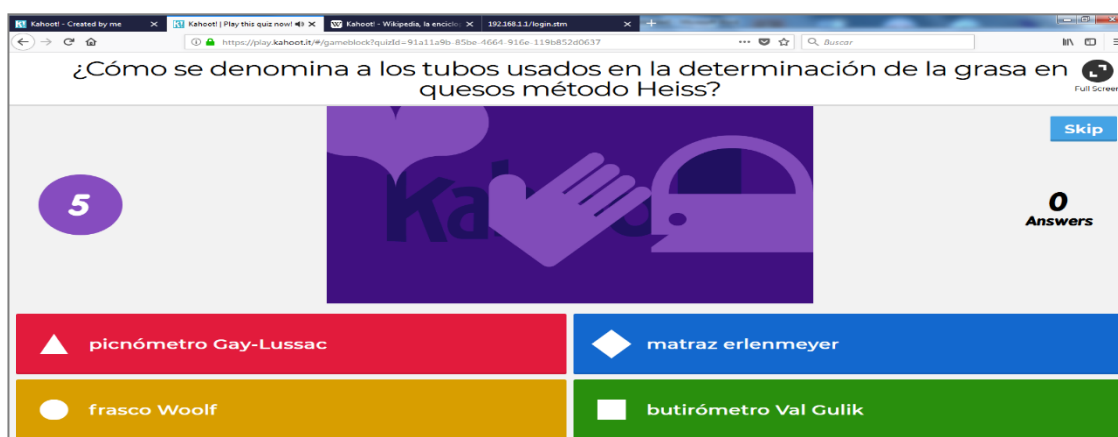 Kahoot! - Created by me
Kahoot! | Play this quiz now!
Kahoot! - Wikipedia, la enciclo
192.168.1.1/login.stm
https://play.kahoot.it/#/gameblock?quizId=91a11a9b-85be-4664-916e-119b852d0637
Buscar
¿Cómo se denomina a los tubos usados en la determinación de la grasa en
quesos método Heiss?
Full Screen
Skip
5
0
Answers
picnómetro Gay-Lussac
matraz erlenmeyer
frasco Woolf
butirómetro Val Gulik